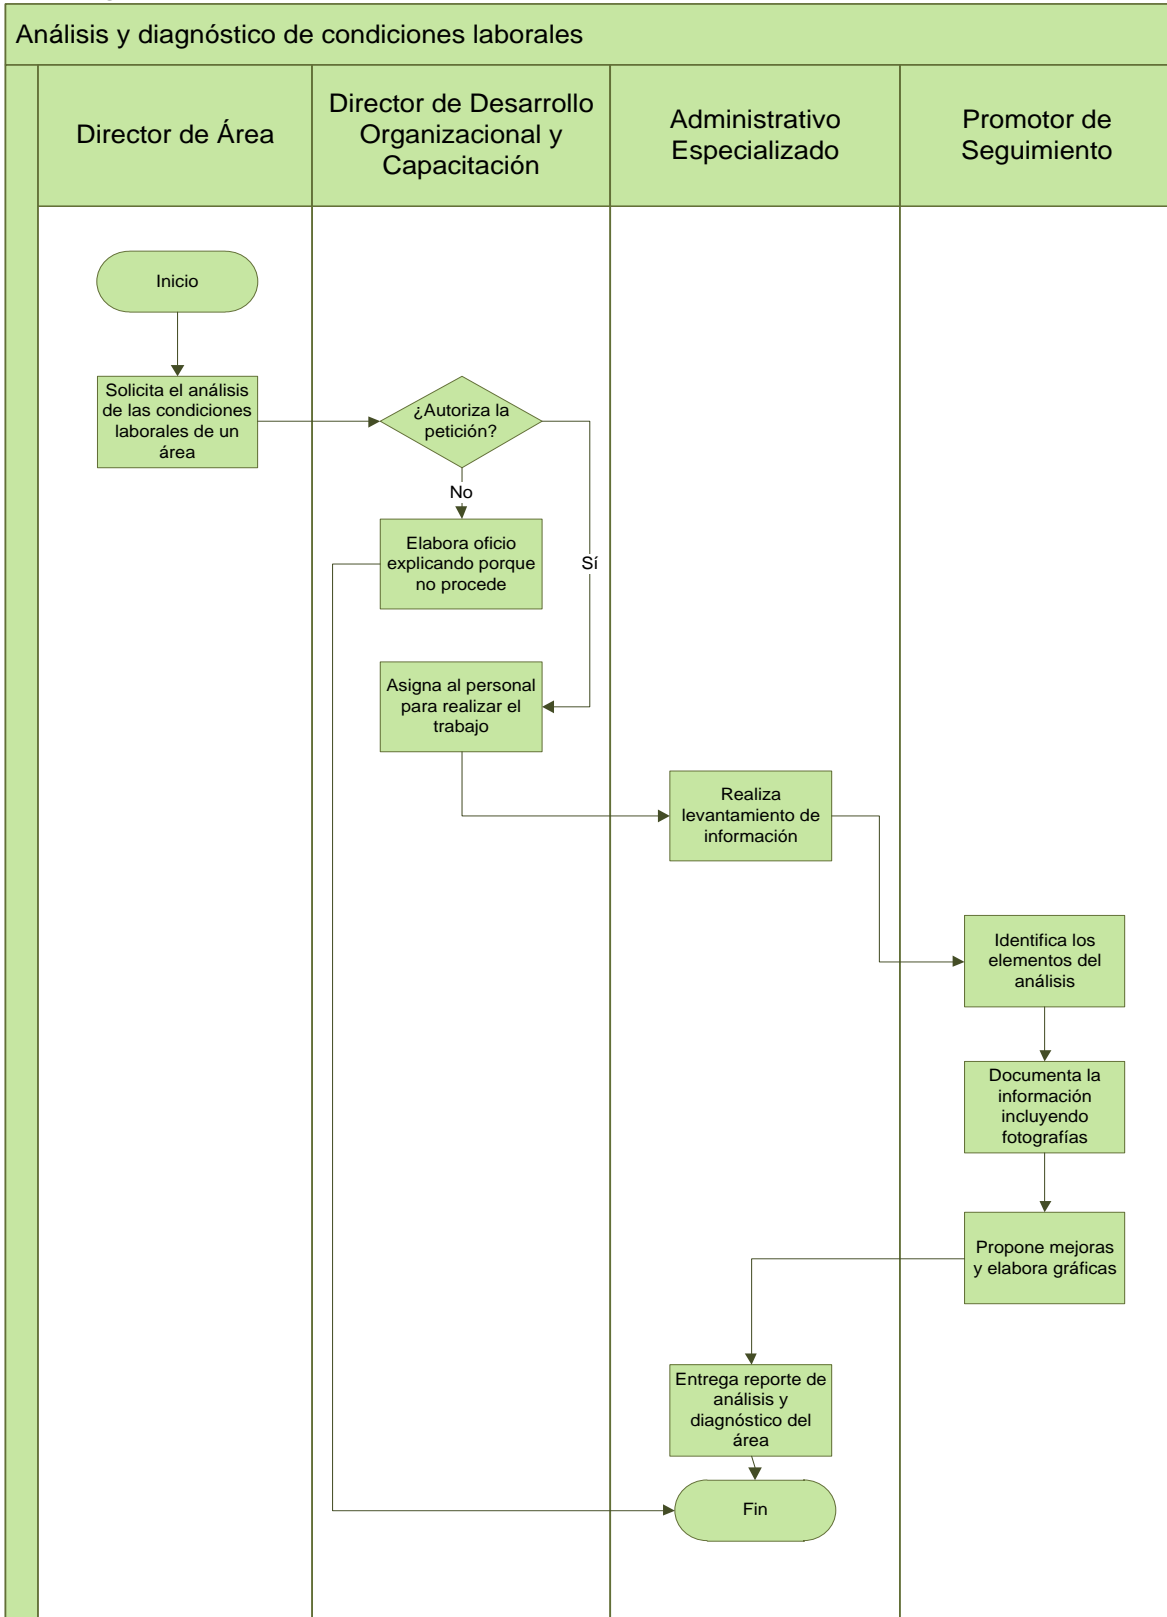 Análisis y diagnóstico de condiciones laborales
Director de Área
Director de Desarrollo
Organizacional y
Capacitación
Administrativo
Especializado
Promotor de
Seguimiento
Inicio
Solicita el análisis
de las condiciones
laborales de un
área
¿Autoriza la
petición?
No
Sí
Elabora oficio
explicando porque
no procede
Asigna al personal
para realizar el
trabajo
Realiza
levantamiento de
información
Identifica los
elementos del
análisis
Documenta la
información
incluyendo
fotografías
Propone mejoras
y elabora gráficas
Entrega reporte de
análisis y
diagnóstico del
área
Fin